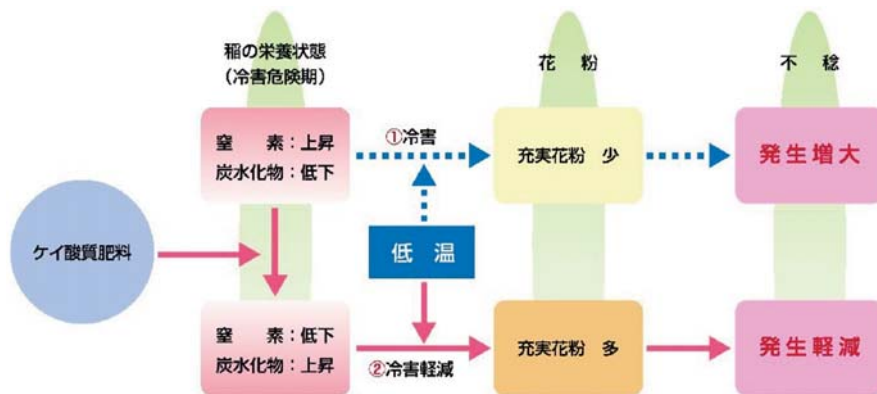 稲の栄養状態
（冷害危険期）
花 粉
不 稔
窒 素：上昇
炭水化物：低下
①冷害
充実花粉 少
発生増大
ケイ酸質肥料
低 温
窒 素：低下
炭水化物：上昇
②冷害軽減
充実花粉 多
発生軽減